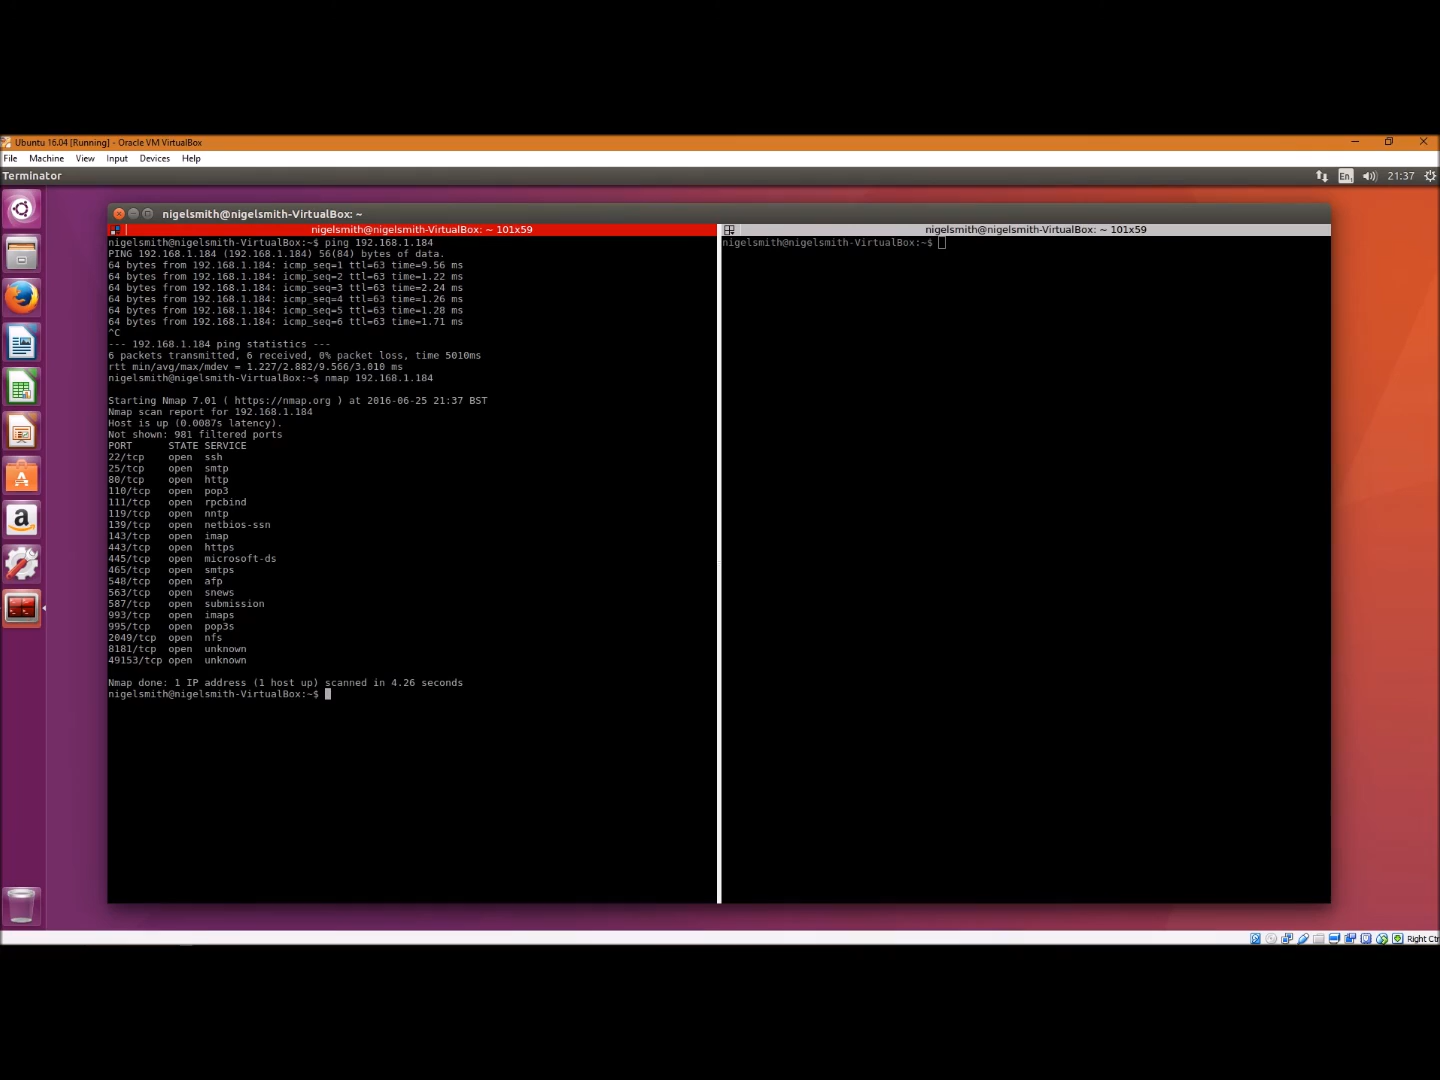 Ubuntu 16.04 [Running] - Oracle VM VirtualBox
File Machine View Input Devices Help
Terminator
En
21:37
nigelsmith@nigelsmith-VirtualBox: ~
nigelsmith@nigelsmith-VirtualBox: ~ 101x59
nigelsmith@nigelsmith-VirtualBox:~$ ping 192.168.1.184
PING 192.168.1.184 (192.168.1.184) 56(84) bytes of data.
64 bytes from 192.168.1.184: icmp_seq=1 ttl=63 time=9.56 ms
64 bytes from 192.168.1.184: icmp_seq=2 ttl=63 time=1.22 ms
64 bytes from 192.168.1.184: icmp_seq=3 ttl=63 time=2.24 ms
64 bytes from 192.168.1.184: icmp_seq=4 ttl=63 time=1.26 ms
64 bytes from 192.168.1.184: icmp_seq=5 ttl=63 time=1.28 ms
64 bytes from 192.168.1.184: icmp_seq=6 ttl=63 time=1.71 ms
^C
--- 192.168.1.184 ping statistics ---
6 packets transmitted, 6 received, 0% packet loss, time 5010ms
rtt min/avg/max/mdev = 1.227/2.882/9.566/3.010 ms
nigelsmith@nigelsmith-VirtualBox:~$ nmap 192.168.1.184
Starting Nmap 7.01 ( https://nmap.org ) at 2016-06-25 21:37 BST
Nmap scan report for 192.168.1.184
Host is up (0.0087s latency).
Not shown: 981 filtered ports
PORT STATE SERVICE
22/tcp open ssh
25/tcp open smtp
80/tcp open http
110/tcp open pop3
111/tcp open rpcbind
119/tcp open nntp
139/tcp open netbios-ssn
143/tcp open imap
443/tcp open https
445/tcp open microsoft-ds
465/tcp open smtps
548/tcp open afp
563/tcp open snews
587/tcp open submission
993/tcp open imaps
995/tcp open pop3s
2049/tcp open nfs
8181/tcp open unknown
49153/tcp open unknown
Nmap done: 1 IP address (1 host up) scanned in 4.26 seconds
nigelsmith@nigelsmith-VirtualBox:~$
nigelsmith@nigelsmith-VirtualBox: ~ 101x59
nigelsmith@nigelsmith-VirtualBox:~$
Right Ctr